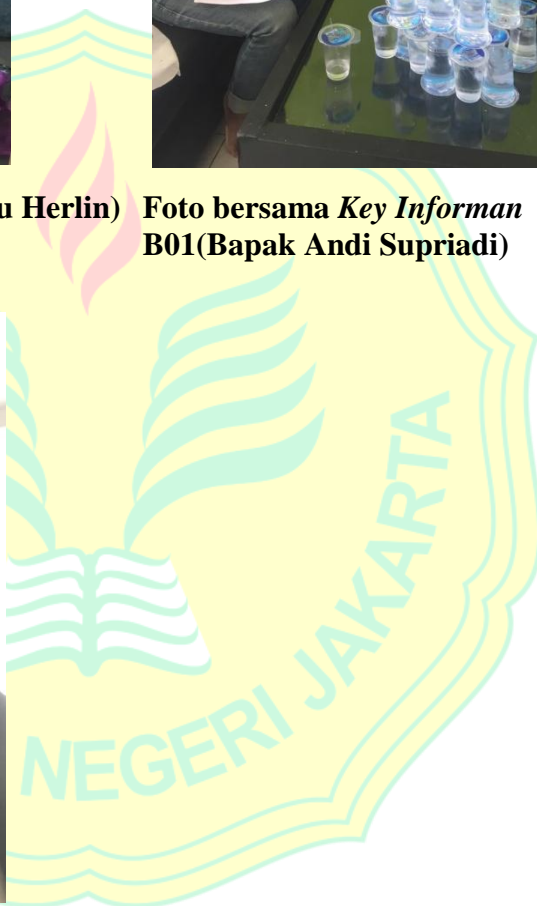 u Herlin) Foto bersama Key Informan
B01(Bapak Andi Supriadi)
NEGERI JAKARTA